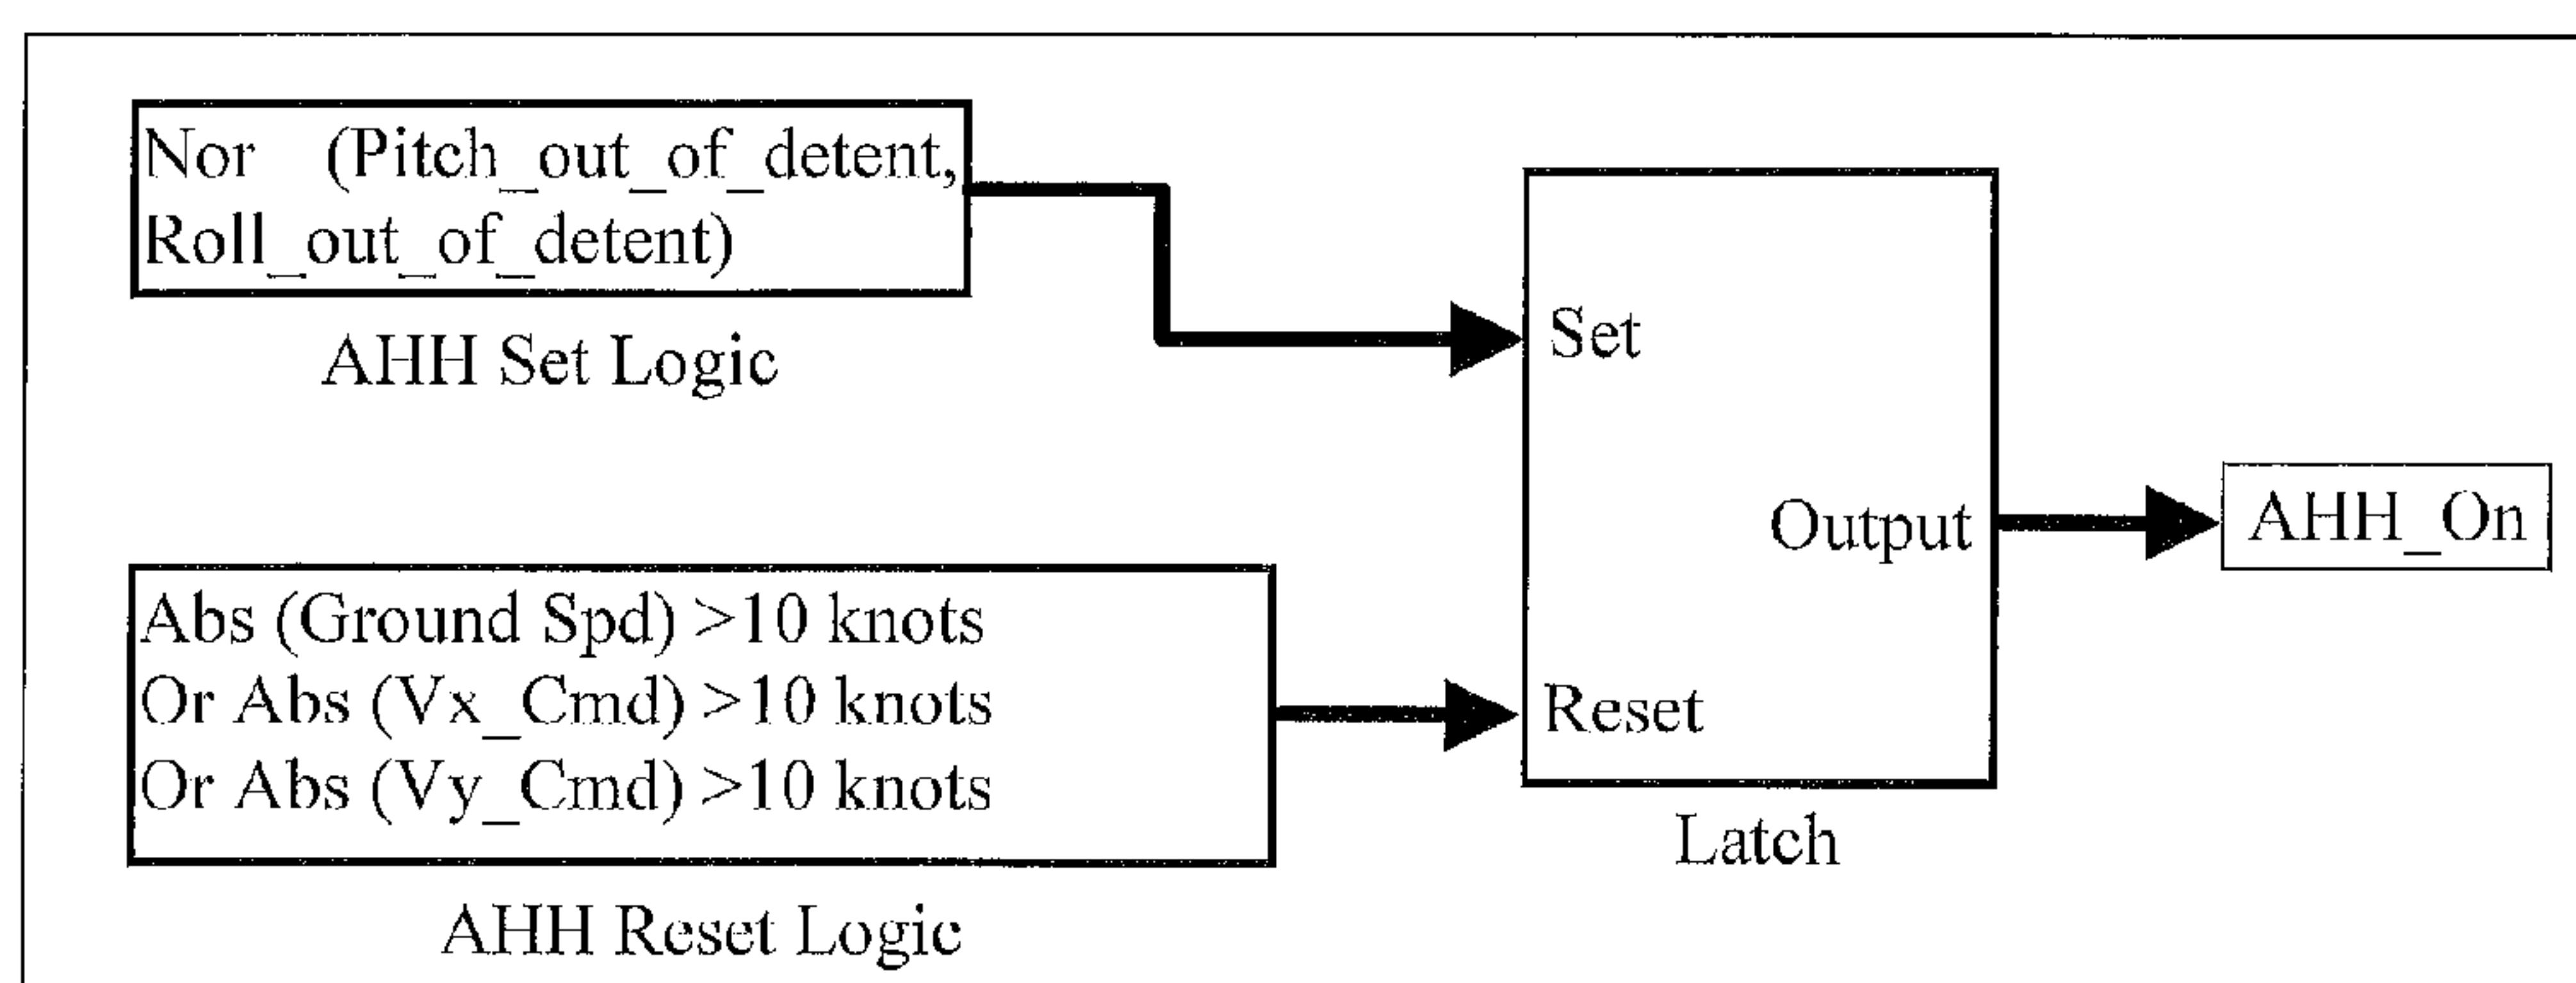 Nor (Pitch_out_of_detent,
Roll_out_of_detent)
AHH Set Logic
Set
Output
AHH_On
Abs (Ground Spd) >10 knots
Or Abs (Vx_Cmd) >10 knots
Or Abs (Vy_Cmd) >10 knots
Reset
Latch
AHH Reset Logic